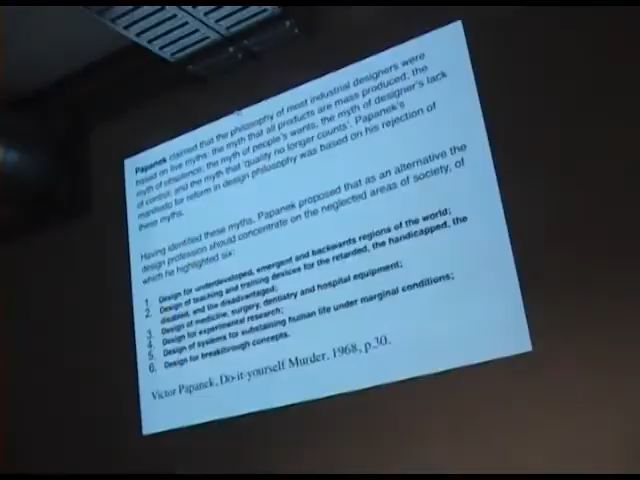 Papanek claimed that the philosophy of most industrial designers were
based on five myths: the myth that all products are mass produced; the
myth of obsolence; the myth of people's wants; the myth of designer's lack
of control; and the myth that 'quality no longer counts'. Papanek's
manifesto for reform in design philosophy was based on his rejection of
these myths.
Having identified these myths, Papanek proposed that as an alternative the
design profession should concentrate on the neglected areas of society, of
which he highlighted six:
1. Design for underdeveloped, emergent and backwards regions of the world;
2. Design of teaching and training devices for the retarded, the handicapped, the
disabled, and the disadvantaged;
3. Design of medicine, surgery, dentistry and hospital equipment;
4. Design for experimental research;
5. Design of systems for substaining human life under marginal conditions;
6. Design for breakthrough concepts.
Victor Papanek, Do-it-yourself Murder, 1968, p.30.